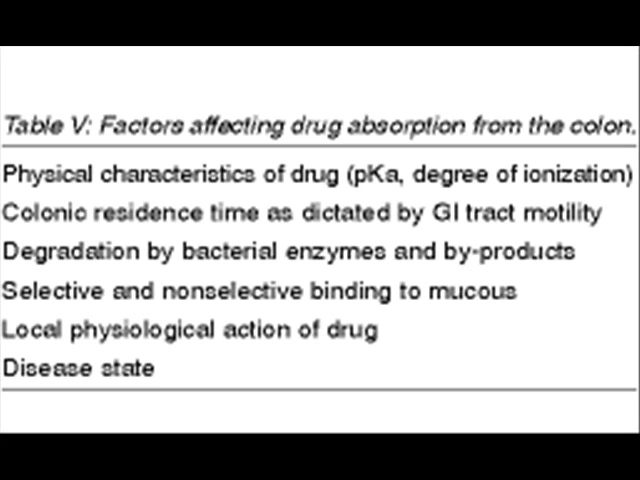 Table V: Factors affecting drug absorption from the colon.
Physical characteristics of drug (pKa, degree of ionization)
Colonic residence time as dictated by GI tract motility
Degradation by bacterial enzymes and by-products
Selective and nonselective binding to mucous
Local physiological action of drug
Disease state